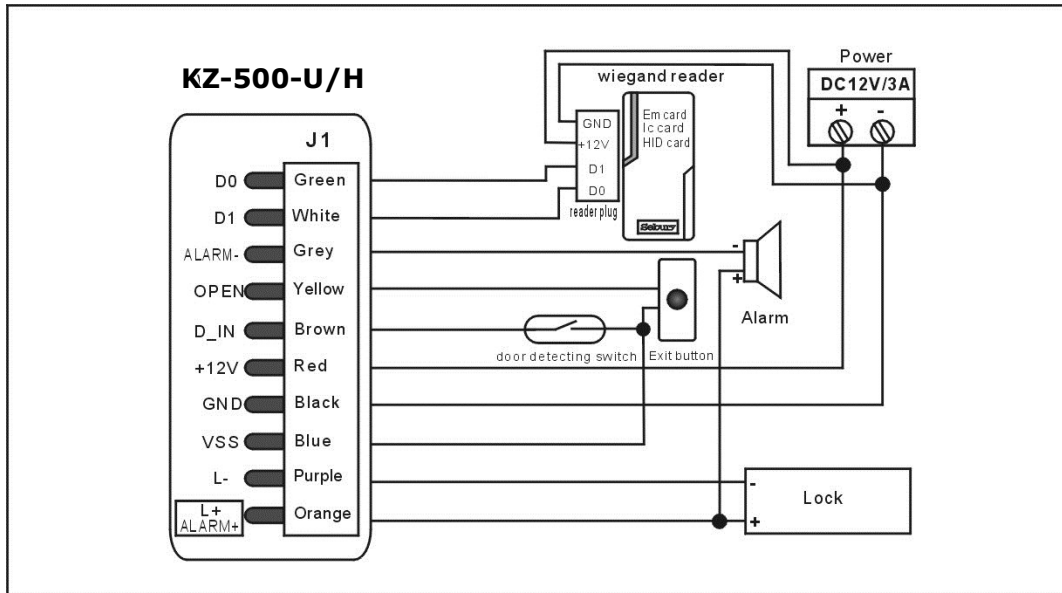 KZ-500-U/H
J1
D0 Green
D1 White
ALARM- Grey
OPEN Yellow
D_IN Brown
+12V Red
GND Black
VSS Blue
L- Purple
L+
ALARM+
Orange
wiegand reader
GND
+12V
D1
D0
reader plug
Em card
Ic card
HID card
Sebury
Power
DC12V/3A
+ -
-
+
Alarm
door detecting switch
Exit button
-
+
Lock